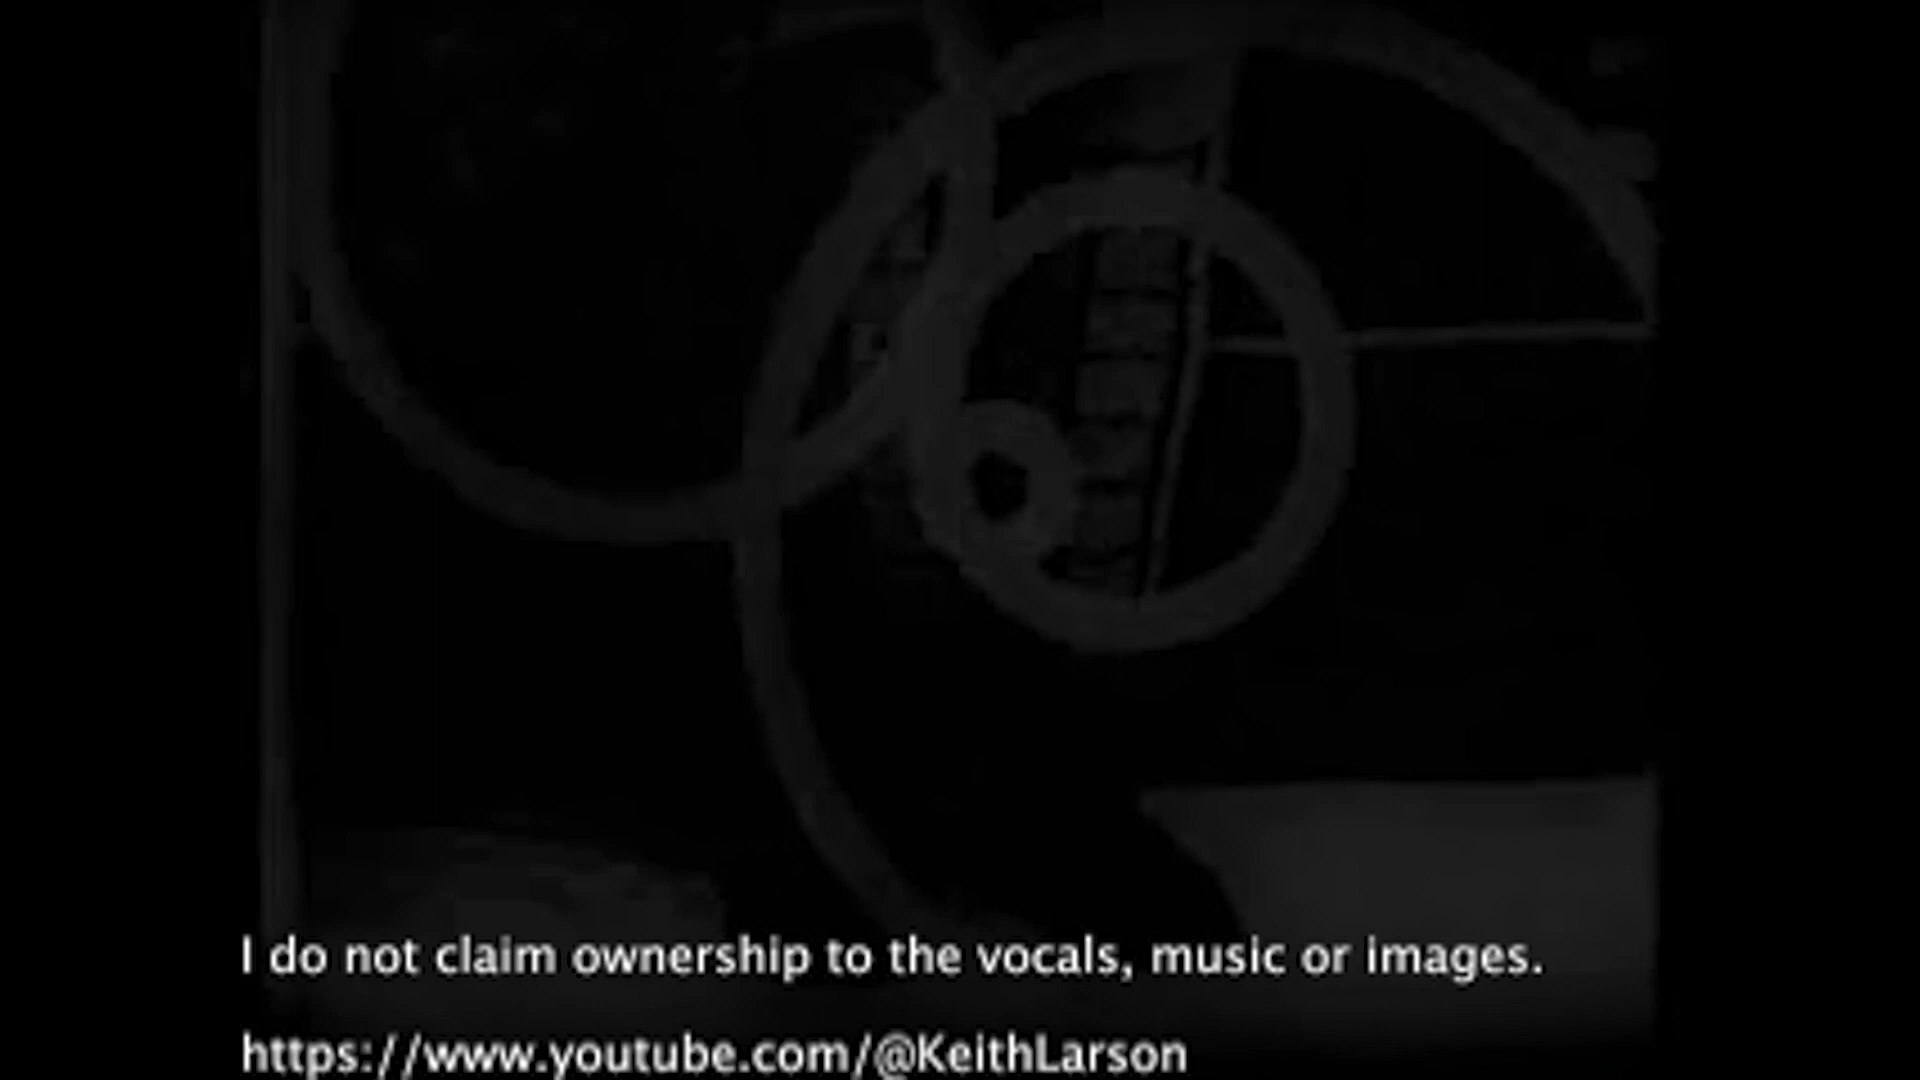 I do not claim ownership to the vocals, music or images.
https://www.youtube.com/@KeithLarson